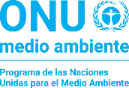 ONU
medio ambiente
Programa de las Naciones
Unidas para el Medio Ambiente